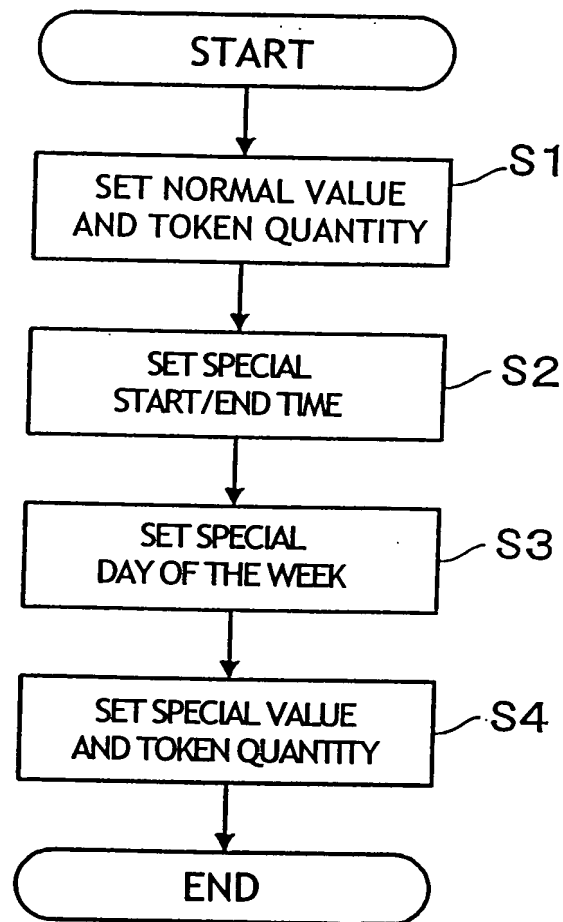 START
SET NORMAL VALUE
AND TOKEN QUANTITY
S1
SET SPECIAL
START/END TIME
S2
SET SPECIAL
DAY OF THE WEEK
S3
SET SPECIAL VALUE
AND TOKEN QUANTITY
S4
END